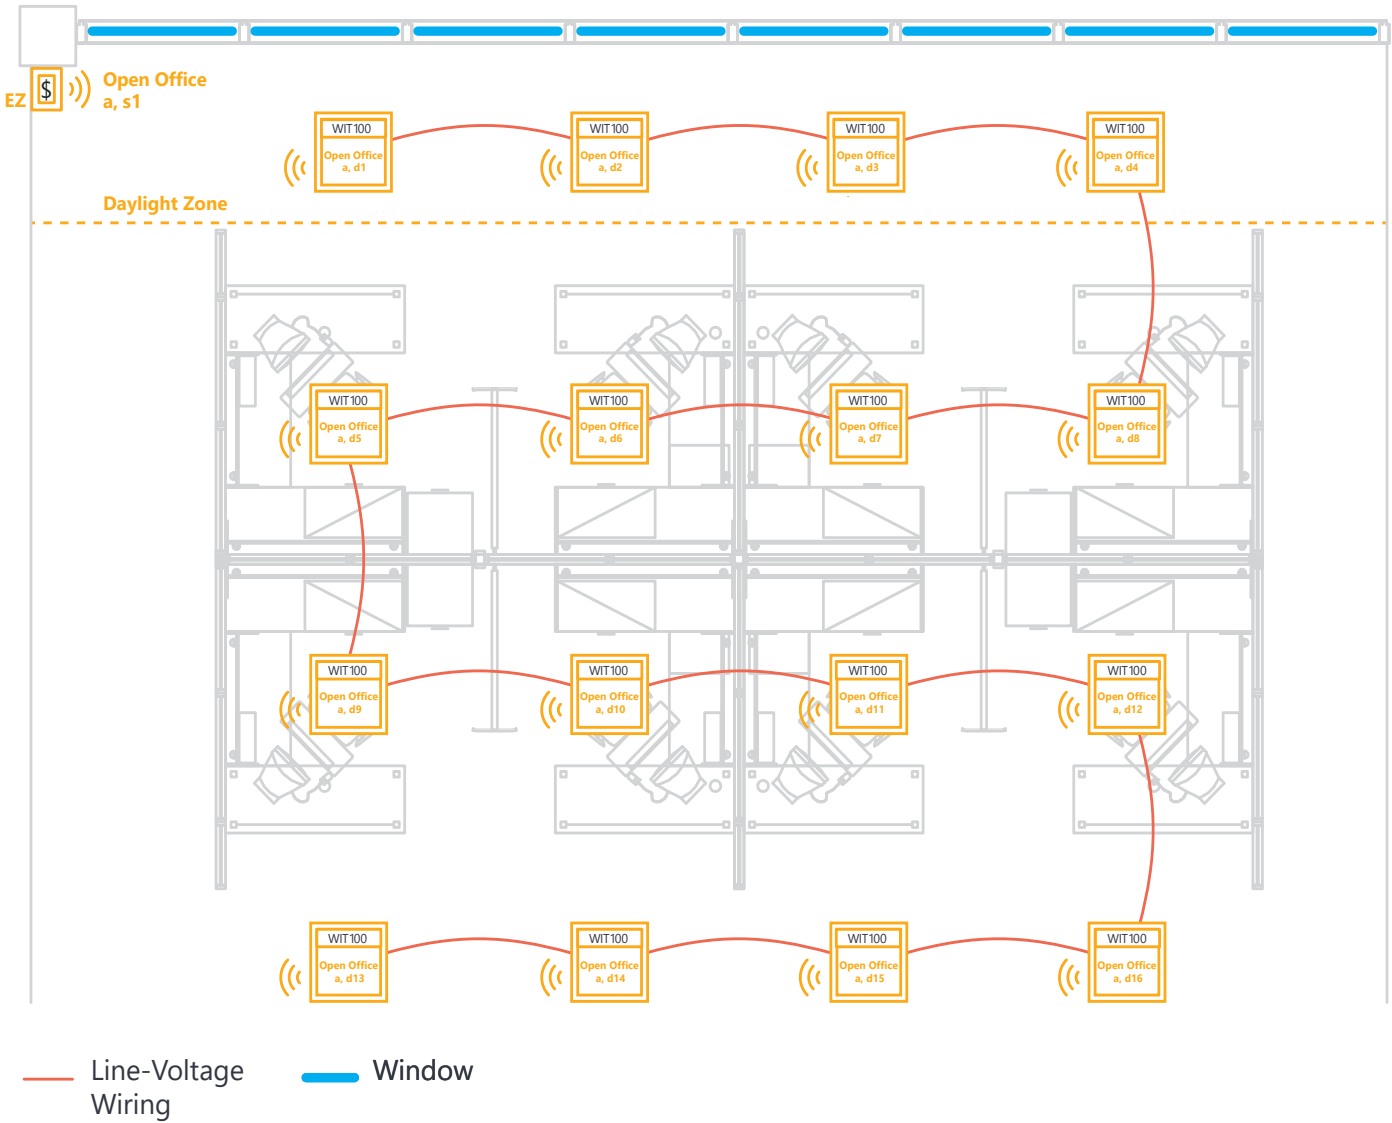 EZ
$
Open Office
a, s1
WIT100
Open Office
a, d1
WIT100
Open Office
a, d2
WIT100
Open Office
a, d3
WIT100
Open Office
a, d4
Daylight Zone
WIT100
Open Office
a, d5
WIT100
Open Office
a, d6
WIT100
Open Office
a, d7
WIT100
Open Office
a, d8
WIT100
Open Office
a, d9
WIT100
Open Office
a, d10
WIT100
Open Office
a, d11
WIT100
Open Office
a, d12
WIT100
Open Office
a, d13
WIT100
Open Office
a, d14
WIT100
Open Office
a, d15
WIT100
Open Office
a, d16
Line-Voltage
Wiring
Window